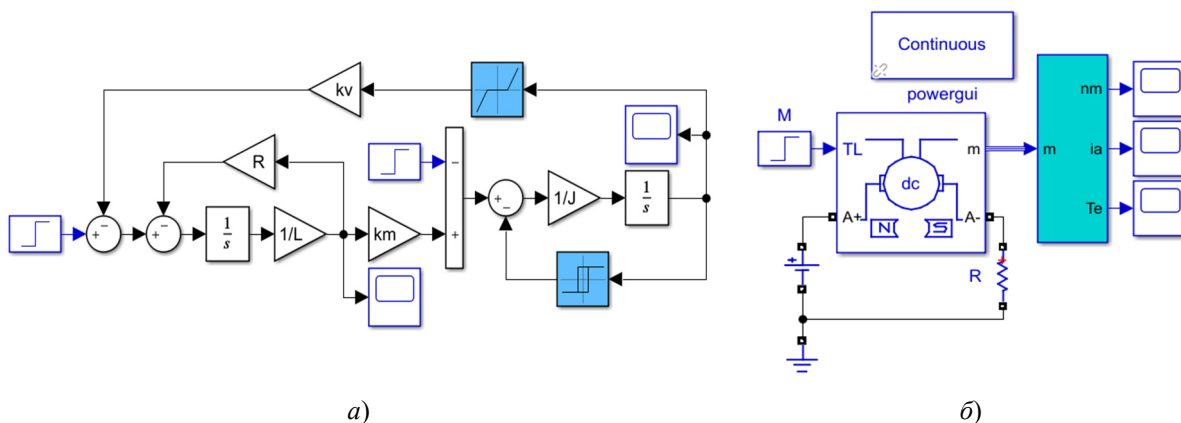 kv
R
+
−
+
−
1
s
1/L
km
−
+
+
−
1/J
1
s
а)
Continuous
powergui
M
TL
m
dc
A+
A-
N
S
+
+
R
m
nm
ia
Te
б)